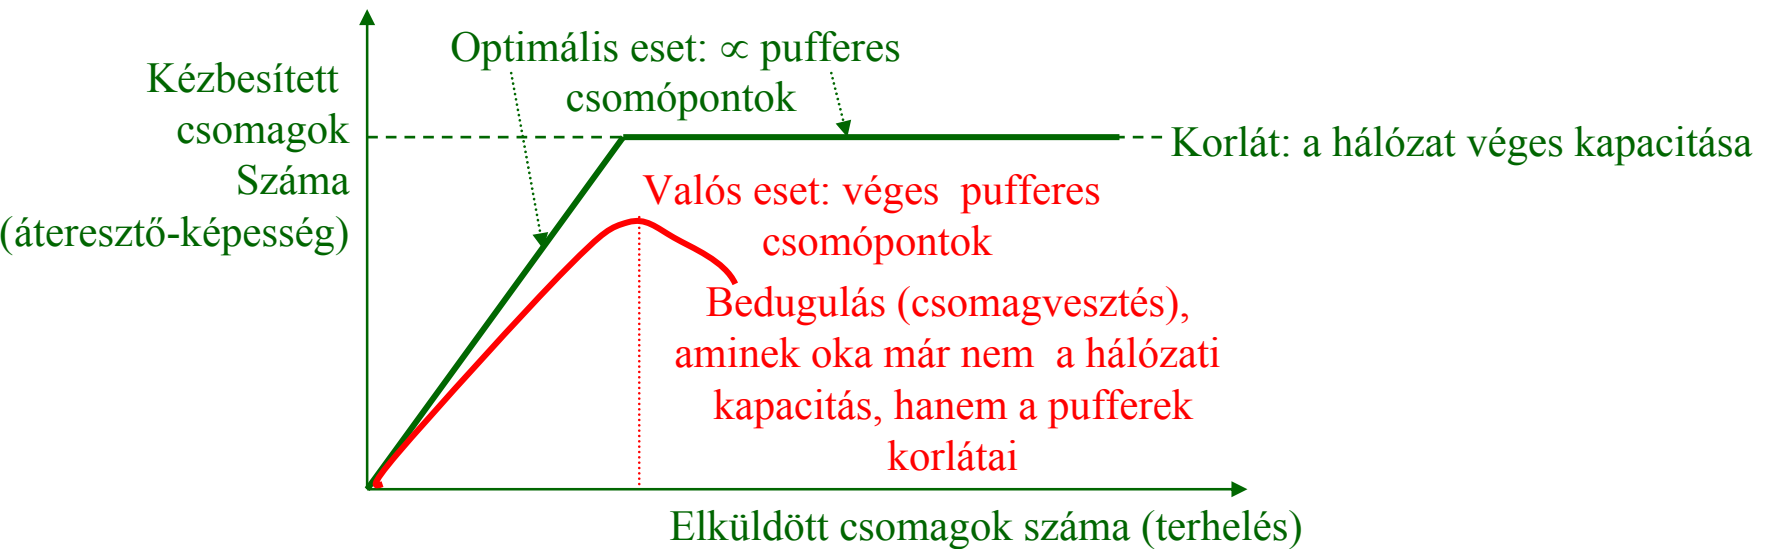 Optimális eset: ∝ pufferes
csomópontok
Kézbesített
csomagok
Száma
(áteresztő-képesség)
Korlát: a hálózat véges kapacitása
Valós eset: véges pufferes
csomópontok
Bedugulás (csomagvesztés),
aminek oka már nem a hálózati
kapacitás, hanem a pufferek
korlátai
Elküldött csomagok száma (terhelés)